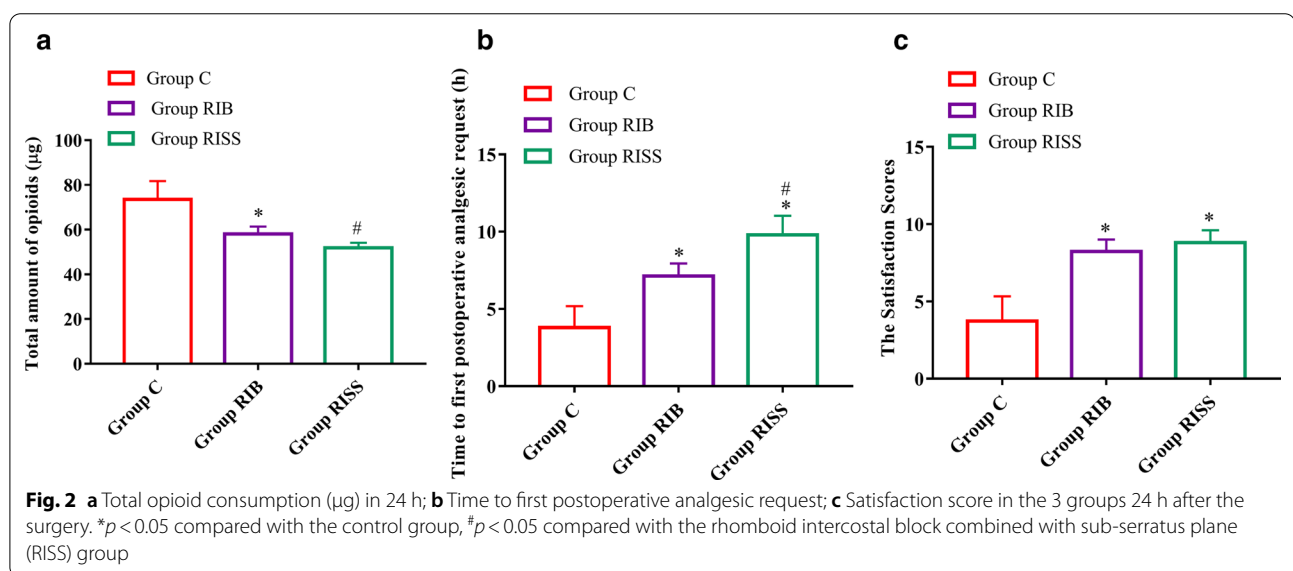 a
Group C
Group RIB
Group RISS
Total amount of opioids (µg)
100
80
60
40
20
0
*
#
Group C
Group RIB
Group RISS
b
Group C
Group RIB
Group RISS
Time to first postoperative analgesic request (h)
15
10
5
0
*
#
*
Group C
Group RIB
Group RISS
c
Group C
Group RIB
Group RISS
The Satisfaction Scores
15
10
5
0
*
*
Group C
Group RIB
Group RISS
Fig. 2 a Total opioid consumption (µg) in 24 h; b Time to first postoperative analgesic request; c Satisfaction score in the 3 groups 24 h after the
surgery. *p < 0.05 compared with the control group, #p < 0.05 compared with the rhomboid intercostal block combined with sub-serratus plane
(RISS) group